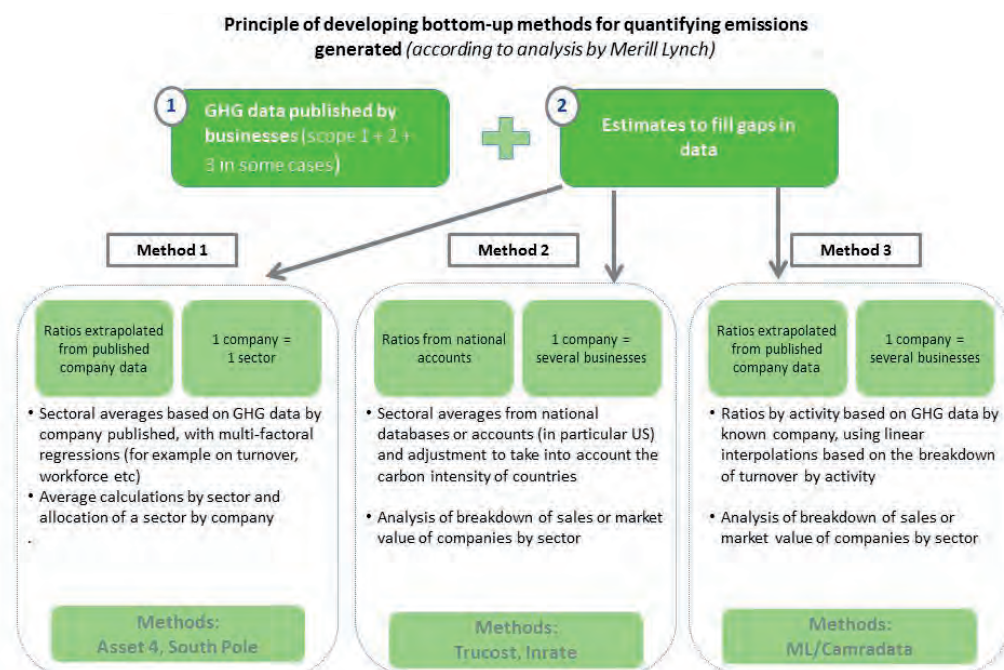 Principle of developing bottom-up methods for quantifying emissions
generated (according to analysis by Merill Lynch)
1
GHG data published by
businesses (scope 1 + 2 +
3 in some cases)
2
Estimates to fill gaps in
data
Method 1
Ratios extrapolated
from published
company data
1 company =
1 sector
• Sectoral averages based on GHG data by
company published, with multi-factoral
regressions (for example on turnover,
workforce etc)
• Average calculations by sector and
allocation of a sector by company
.
Methods:
Asset 4, South Pole
Method 2
Ratios from national
accounts
1 company =
several businesses
• Sectoral averages from national
databases or accounts (in particular US)
and adjustment to take into account the
carbon intensity of countries
• Analysis of breakdown of sales or market
value of companies by sector
Methods:
Trucost, Inrate
Method 3
Ratios extrapolated
from published
company data
1 company =
several businesses
• Ratios by activity based on GHG data by
known company, using linear
interpolations based on the breakdown
of turnover by activity
• Analysis of breakdown of sales or
market value of companies by sector
Methods:
ML/Camradata